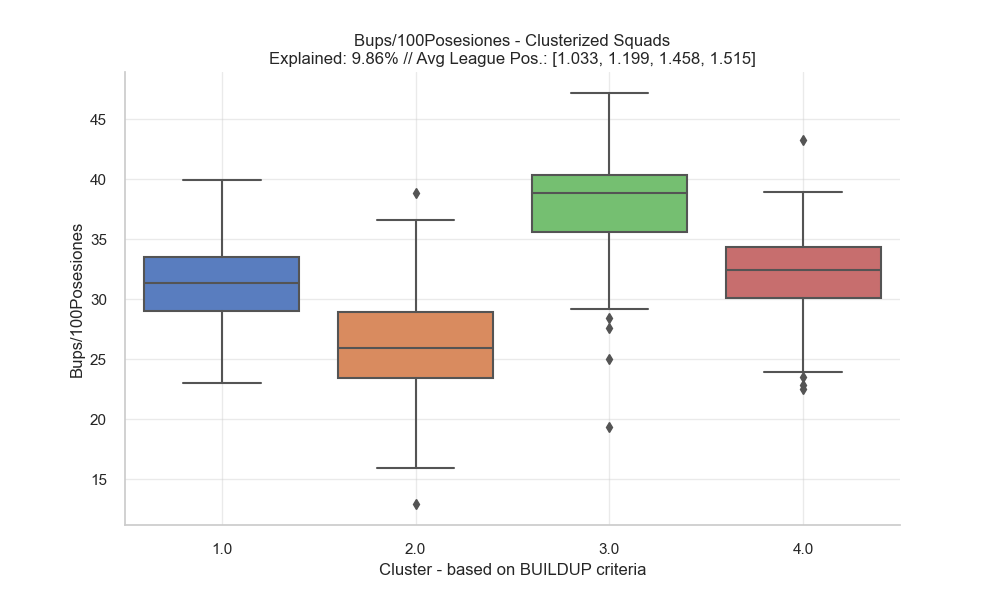 Bups/100Posesiones - Clusterized Squads
Explained: 9.86% // Avg League Pos.: [1.033, 1.199, 1.458, 1.515]
Bups/100Posesiones
45
40
35
30
25
20
15
1.0 2.0 3.0 4.0
Cluster - based on BUILDUP criteria